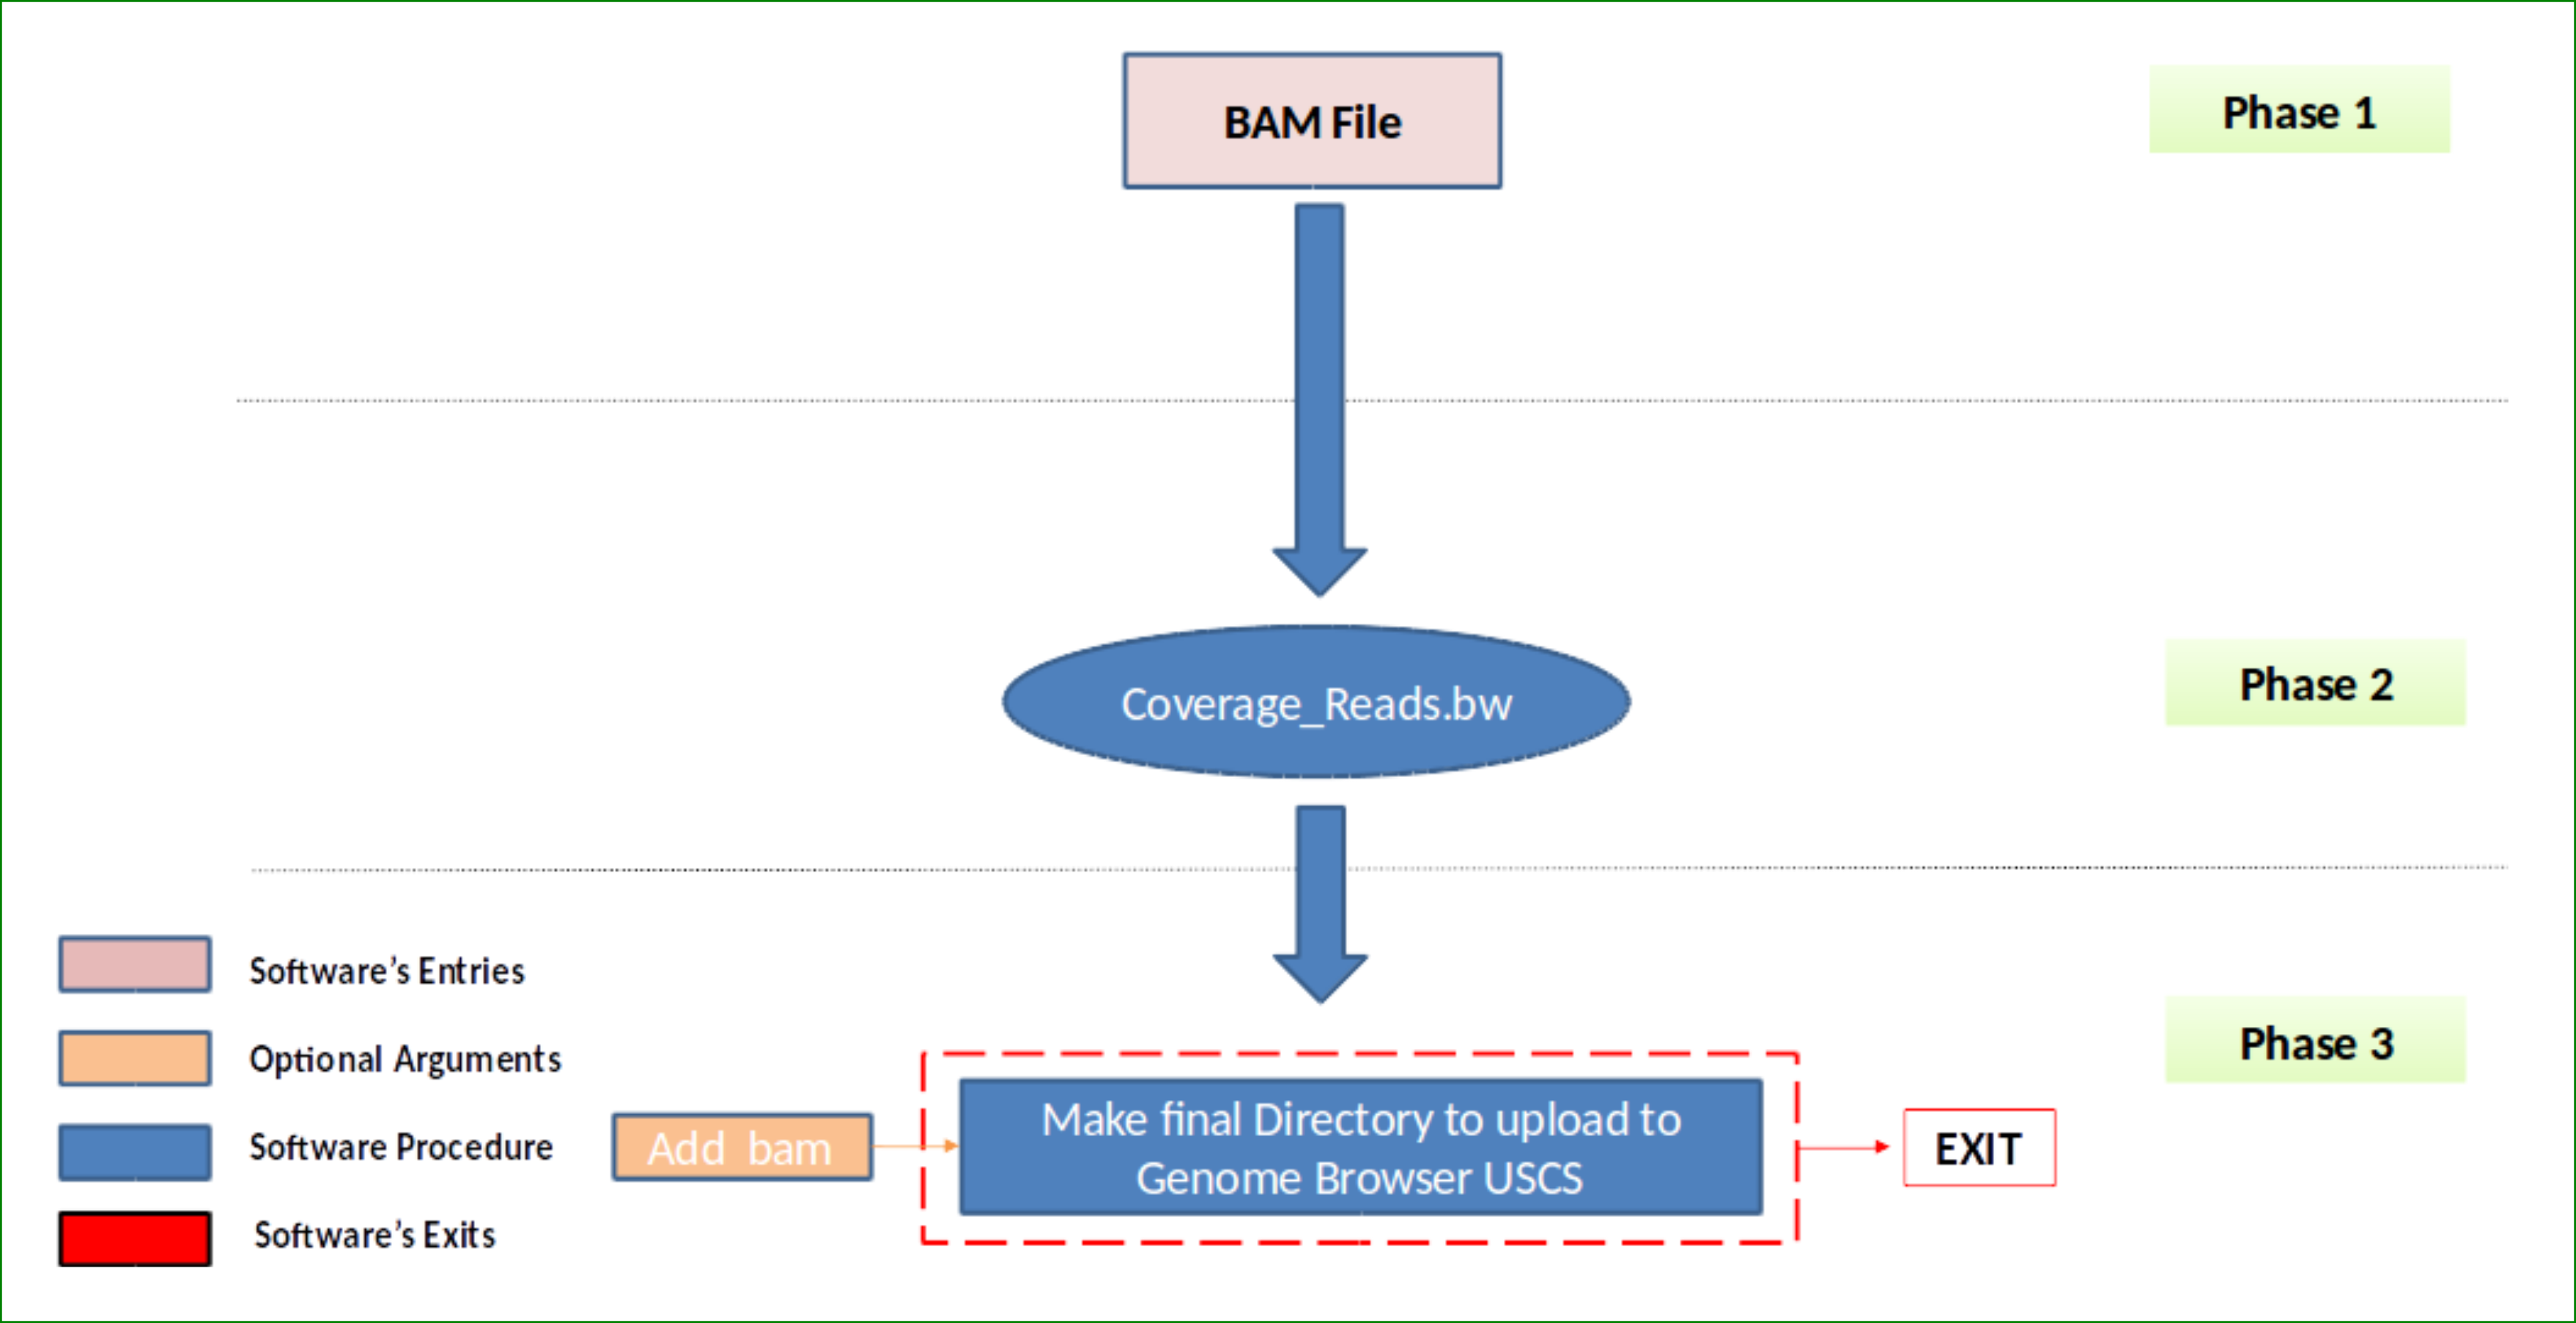 BAM File
Phase 1
Coverage_Reads.bw
Phase 2
Software’s Entries
Optional Arguments
Software Procedure
Software’s Exits
Phase 3
Add bam
Make final Directory to upload to
Genome Browser USCS
EXIT